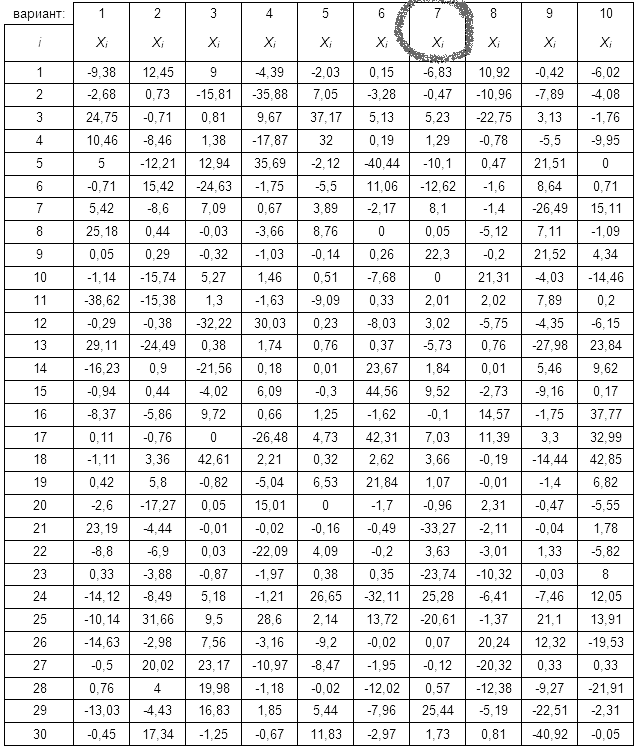 вариант: 1 2 3 4 5 6 7 8 9 10
i Xi Xi Xi Xi Xi Xi Xi Xi Xi Xi
1 -9,38 12,45 9 -4,39 -2,03 0,15 -6,83 10,92 -0,42 -6,02
2 -2,68 0,73 -15,81 -35,88 7,05 -3,28 -0,47 -10,96 -7,89 -4,08
3 24,75 -0,71 0,81 9,67 37,17 5,13 5,23 -22,75 3,13 -1,76
4 10,46 -8,46 1,38 -17,87 32 0,19 1,29 -0,78 -5,5 -9,95
5 5 -12,21 12,94 35,69 -2,12 -40,44 -10,1 0,47 21,51 0
6 -0,71 15,42 -24,63 -1,75 -5,5 11,06 -12,62 -1,6 8,64 0,71
7 5,42 -8,6 7,09 0,67 3,89 -2,17 8,1 -1,4 -26,49 15,11
8 25,18 0,44 -0,03 -3,66 8,76 0 0,05 -5,12 7,11 -1,09
9 0,05 0,29 -0,32 -1,03 -0,14 0,26 22,3 -0,2 21,52 4,34
10 -1,14 -15,74 5,27 1,46 0,51 -7,68 0 21,31 -4,03 -14,46
11 -38,62 -15,38 1,3 -1,63 -9,09 0,33 2,01 2,02 7,89 0,2
12 -0,29 -0,38 -32,22 30,03 0,23 -8,03 3,02 -5,75 -4,35 -6,15
13 29,11 -24,49 0,38 1,74 0,76 0,37 -5,73 0,76 -27,98 23,84
14 -16,23 0,9 -21,56 0,18 0,01 23,67 1,84 0,01 5,46 9,62
15 -0,94 0,44 -4,02 6,09 -0,3 44,56 9,52 -2,73 -9,16 0,17
16 -8,37 -5,86 9,72 0,66 1,25 -1,62 -0,1 14,57 -1,75 37,77
17 0,11 -0,76 0 -26,48 4,73 42,31 7,03 11,39 3,3 32,99
18 -1,11 3,36 42,61 2,21 0,32 2,62 3,66 -0,19 -14,44 42,85
19 0,42 5,8 -0,82 -5,04 6,53 21,84 1,07 -0,01 -1,4 6,82
20 -2,6 -17,27 0,05 15,01 0 -1,7 -0,96 2,31 -0,47 -5,55
21 23,19 -4,44 -0,01 -0,02 -0,16 -0,49 -33,27 -2,11 -0,04 1,78
22 -8,8 -6,9 0,03 -22,09 4,09 -0,2 3,63 -3,01 1,33 -5,82
23 0,33 -3,88 -0,87 -1,97 0,38 0,35 -23,74 -10,32 -0,03 8
24 -14,12 -8,49 5,18 -1,21 26,65 -32,11 25,28 -6,41 -7,46 12,05
25 -10,14 31,66 9,5 28,6 2,14 13,72 -20,61 -1,37 21,1 13,91
26 -14,63 -2,98 7,56 -3,16 -9,2 -0,02 0,07 20,24 12,32 -19,53
27 -0,5 20,02 23,17 -10,97 -8,47 -1,95 -0,12 -20,32 0,33 0,33
28 0,76 4 19,98 -1,18 -0,02 -12,02 0,57 -12,38 -9,27 -21,91
29 -13,03 -4,43 16,83 1,85 5,44 -7,96 25,44 -5,19 -22,51 -2,31
30 -0,45 17,34 -1,25 -0,67 11,83 -2,97 1,73 0,81 -40,92 -0,05